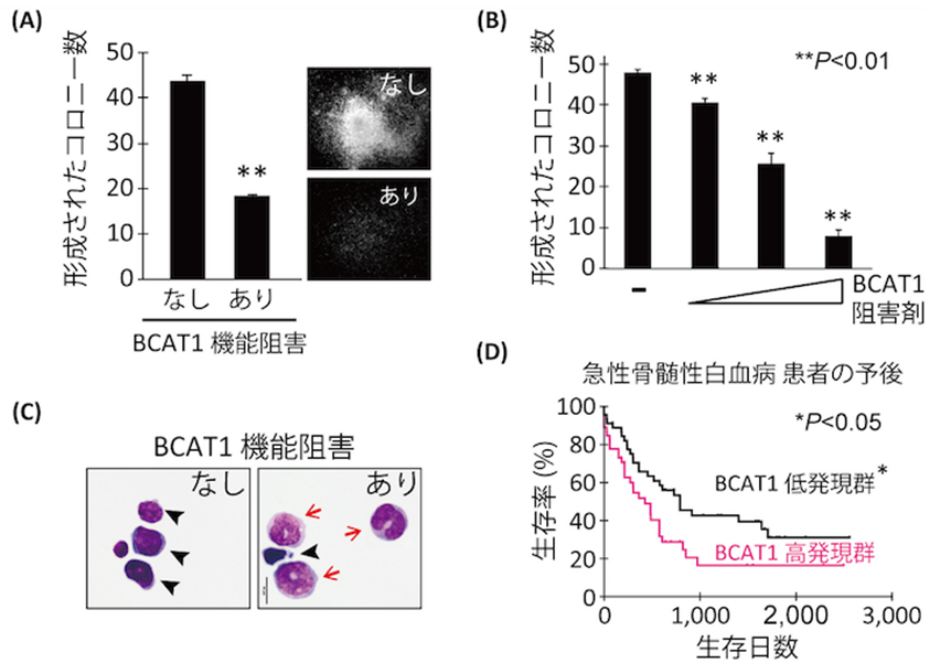 (A)
形成されたコロニー数
50
40
30
20
10
0
**
なし
あり
なし あり
BCAT1 機能阻害
(B)
形成されたコロニー数
50
40
30
20
10
0
**P<0.01
**
**
**
-
BCAT1
阻害剤
(C)
BCAT1 機能阻害
なし
あり
(D)
急性骨髄性白血病 患者の予後
生存率 (%)
100
80
60
40
20
0
*P<0.05
BCAT1 低発現群*
BCAT1 高発現群
0 1,000 2,000 3,000
生存日数